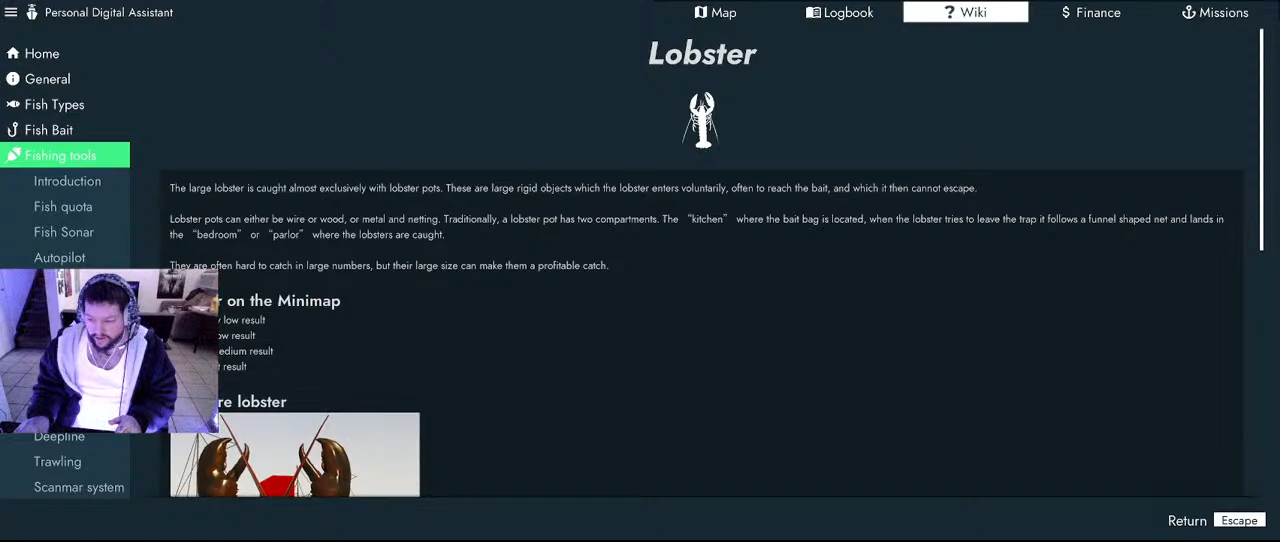 Personal Digital Assistant
Map
Logbook
? Wiki
$ Finance
Missions
Home
General
Fish Types
Fish Bait
Fishing tools
Introduction
Fish quota
Fish Sonar
Autopilot
Deepline
Trawling
Scanmar system
Lobster
The large lobster is caught almost exclusively with lobster pots. These are large rigid objects which the lobster enters voluntarily, often to reach the bait, and which it then cannot escape.
Lobster pots can either be wire or wood, or metal and netting. Traditionally, a lobster pot has two compartments. The “kitchen” where the bait bag is located, when the lobster tries to leave the trap it follows a funnel shaped net and lands in
the “bedroom” or “parlor” where the lobsters are caught.
They are often hard to catch in large numbers, but their large size can make them a profitable catch.
on the Minimap
low result
result
medium result
result
lobster
Return Escape